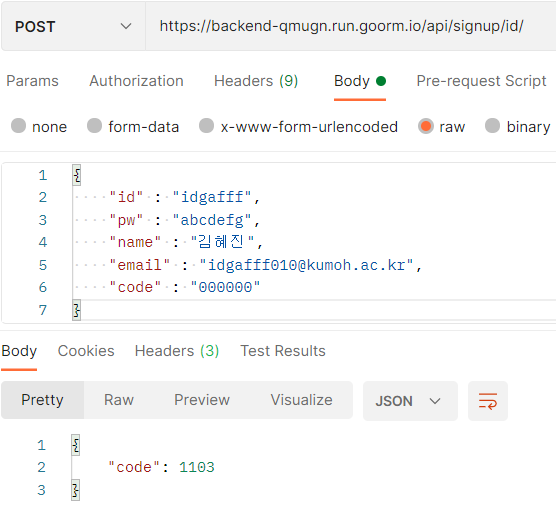 POST https://backend-qmugn.run.goorm.io/api/signup/id/
Params Authorization Headers (9) Body Pre-request Script
none form-data x-www-form-urlencoded raw binary
1 {
2 "id" : "idgafff",
3 "pw" : "abcdefg",
4 "name" : "김혜진",
5 "email" : "idgafff010@kumoh.ac.kr",
6 "code" : "000000"
7 }
Body Cookies Headers (3) Test Results
Pretty Raw Preview Visualize JSON
1 {
2 "code": 1103
3 }